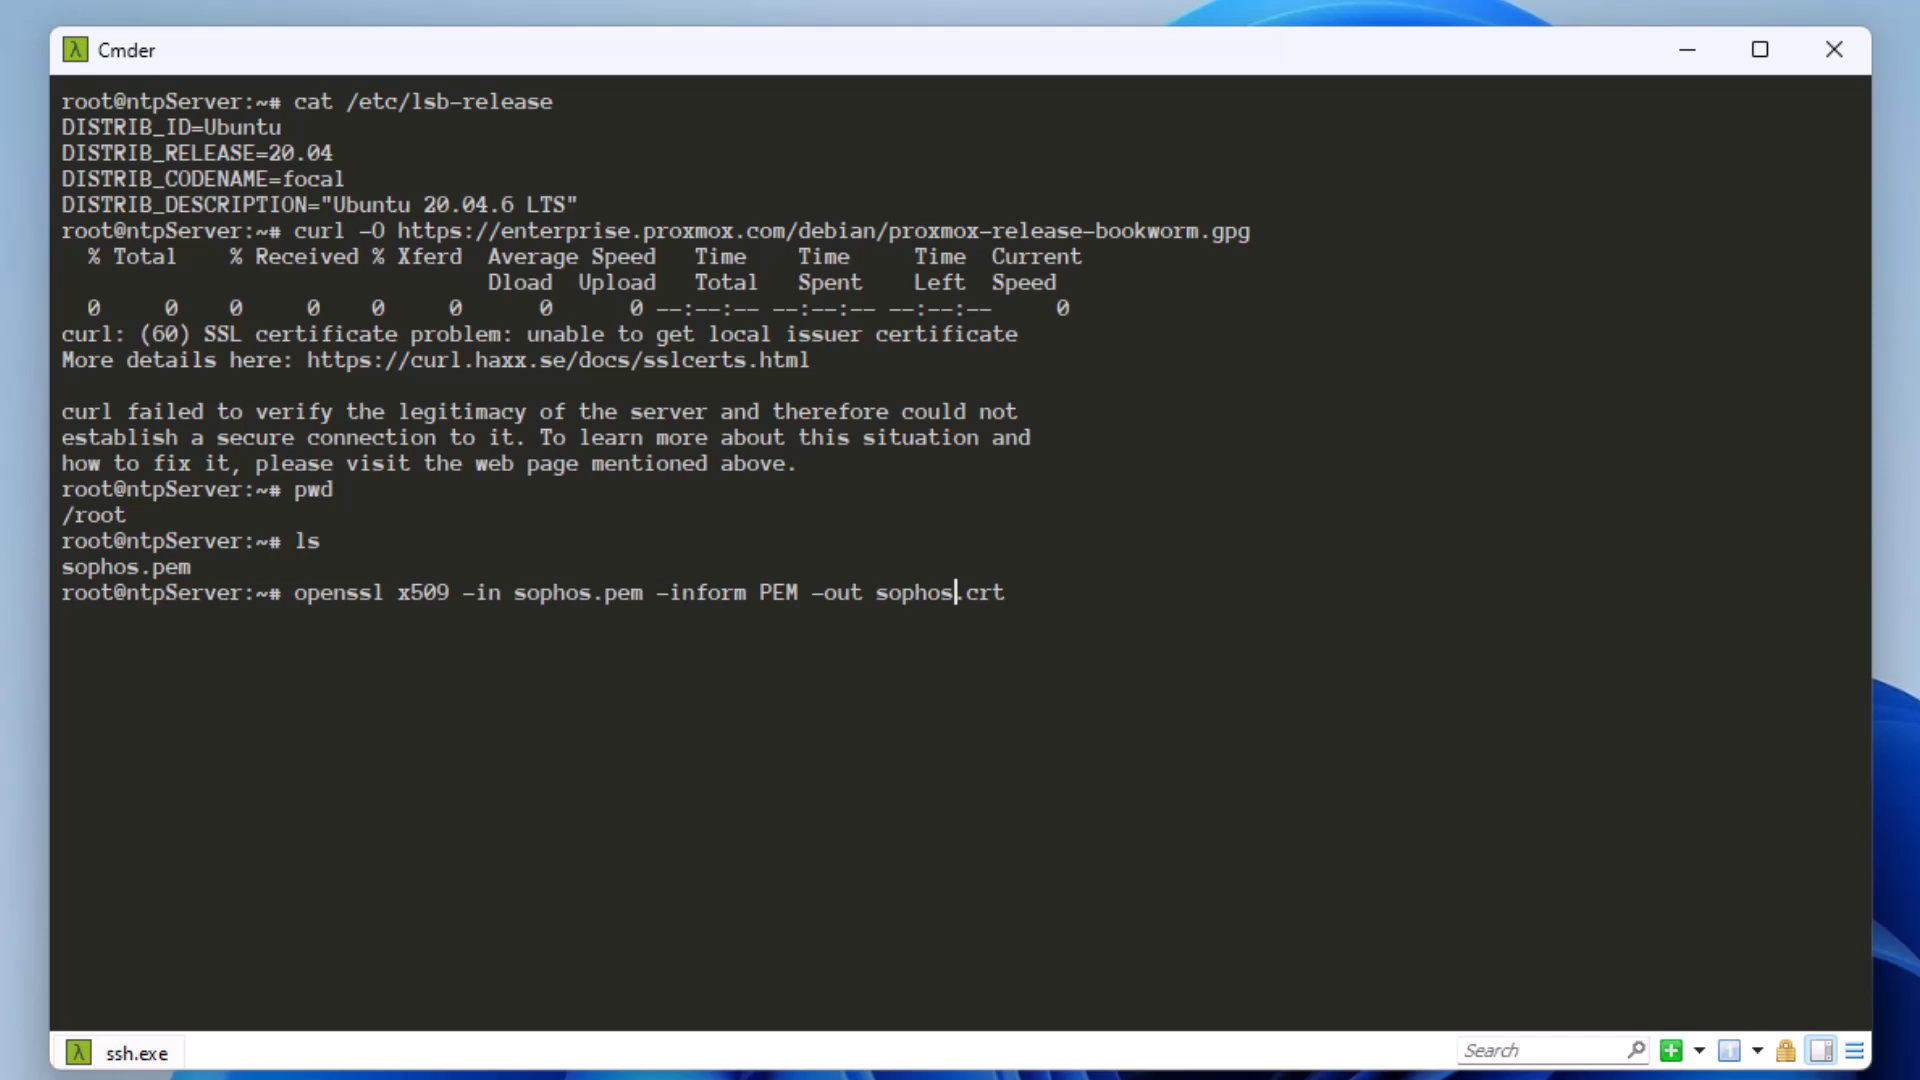 Cmder
root@ntpServer:~# cat /etc/lsb-release
DISTRIB_ID=Ubuntu
DISTRIB_RELEASE=20.04
DISTRIB_CODENAME=focal
DISTRIB_DESCRIPTION="Ubuntu 20.04.6 LTS"
root@ntpServer:~# curl -O https://enterprise.proxmox.com/debian/proxmox-release-bookworm.gpg
  % Total    % Received % Xferd  Average Speed   Time    Time     Time  Current
                                 Dload  Upload   Total   Spent    Left  Speed
  0     0    0     0    0     0      0      0 --:--:-- --:--:-- --:--:--     0
curl: (60) SSL certificate problem: unable to get local issuer certificate
More details here: https://curl.haxx.se/docs/sslcerts.html
curl failed to verify the legitimacy of the server and therefore could not
establish a secure connection to it. To learn more about this situation and
how to fix it, please visit the web page mentioned above.
root@ntpServer:~# pwd
/root
root@ntpServer:~# ls
sophos.pem
root@ntpServer:~# openssl x509 -in sophos.pem -inform PEM -out sophos.crt
ssh.exe
Search